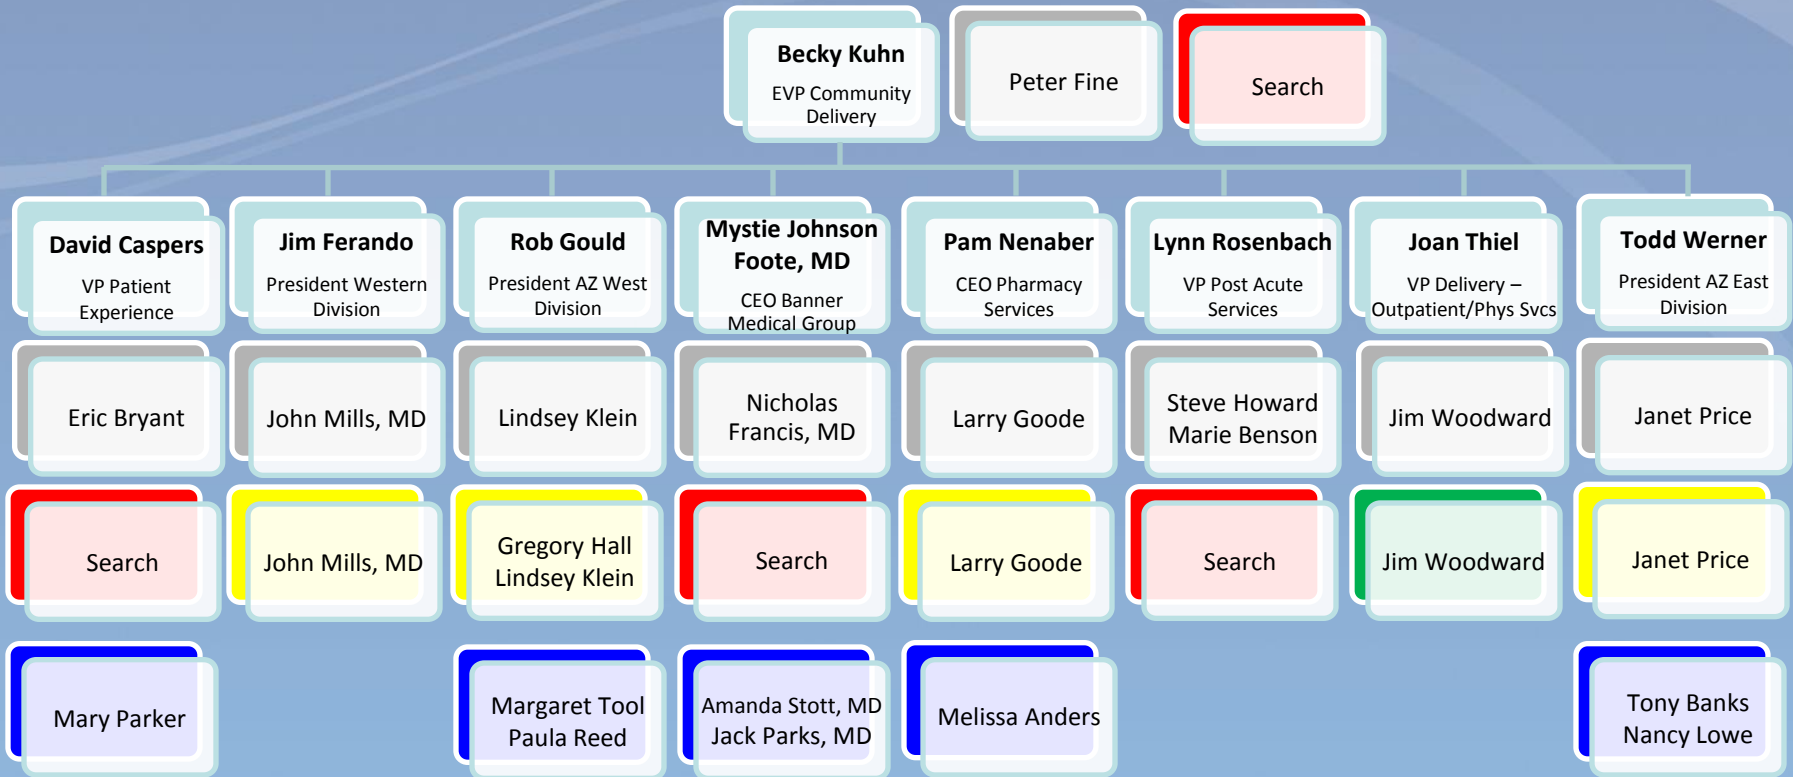 Becky Kuhn
EVP Community
Delivery
Peter Fine
Search
David Caspers
VP Patient
Experience
Jim Ferando
President Western
Division
Rob Gould
President AZ West
Division
Mystie Johnson
Foote, MD
CEO Banner
Medical Group
Pam Nenaber
CEO Pharmacy
Services
Lynn Rosenbach
VP Post Acute
Services
Joan Thiel
VP Delivery –
Outpatient/Phys Svcs
Todd Werner
President AZ East
Division
Eric Bryant
John Mills, MD
Lindsey Klein
Nicholas
Francis, MD
Larry Goode
Steve Howard
Marie Benson
Jim Woodward
Janet Price
Search
John Mills, MD
Gregory Hall
Lindsey Klein
Search
Larry Goode
Search
Jim Woodward
Janet Price
Mary Parker
Margaret Tool
Paula Reed
Amanda Stott, MD
Jack Parks, MD
Melissa Anders
Tony Banks
Nancy Lowe